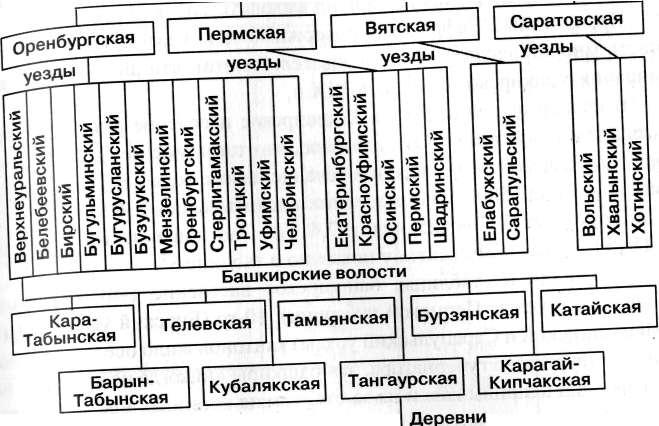 Оренбургская
Пермская
Вятская
Саратовская
уезды
уезды
уезды
уезды
Верхнеуральский
Белебеевский
Бирский
Бугульминский
Бугурусланский
Бузулукский
Мензелинский
Оренбургский
Стерлитамакский
Троицкий
Уфимский
Челябинский
Екатеринбургский
Красноуфимский
Осинский
Пермский
Шадринский
Елабужский
Сарапульский
Вольский
Хвалынский
Хотинский
Башкирские волости
Кара-
Табынская
Телевская
Тамьянская
Бурзянская
Катайская
Барын-
Табынская
Кубалякская
Тангаурская
Карагай-
Кипчакская
Деревни